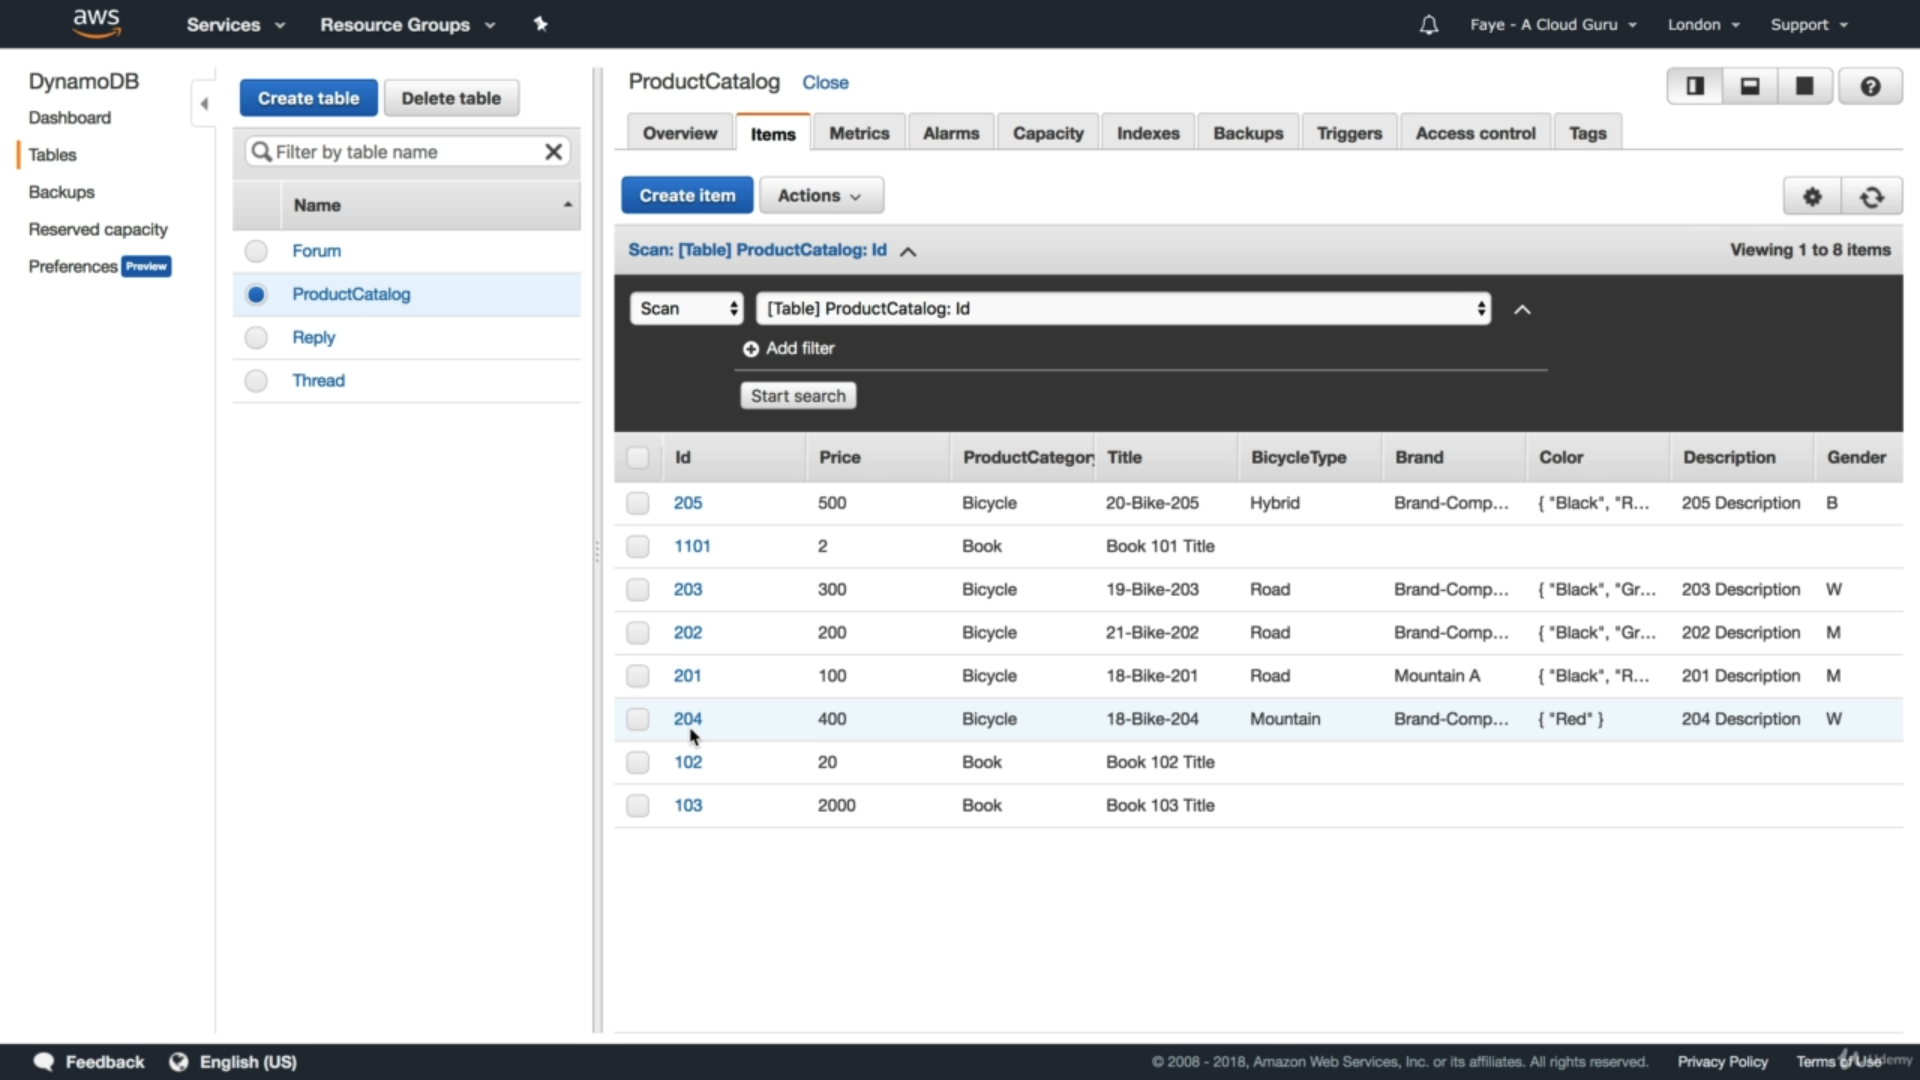 aws Services Resource Groups Faye - A Cloud Guru London Support
DynamoDB
Dashboard
Tables
Backups
Reserved capacity
Preferences Preview
Create table Delete table
Filter by table name
Name
Forum
ProductCatalog
Reply
Thread
ProductCatalog Close
Overview Items Metrics Alarms Capacity Indexes Backups Triggers Access control Tags
Create item Actions
Scan: [Table] ProductCatalog: Id Viewing 1 to 8 items
Scan [Table] ProductCatalog: Id
Add filter
Start search
Id Price ProductCategory Title BicycleType Brand Color Description Gender
205 500 Bicycle 20-Bike-205 Hybrid Brand-Comp... { "Black", "R... 205 Description B
1101 2 Book Book 101 Title
203 300 Bicycle 19-Bike-203 Road Brand-Comp... { "Black", "Gr... 203 Description W
202 200 Bicycle 21-Bike-202 Road Brand-Comp... { "Black", "Gr... 202 Description M
201 100 Bicycle 18-Bike-201 Road Mountain A { "Black", "R... 201 Description M
204 400 Bicycle 18-Bike-204 Mountain Brand-Comp... { "Red" } 204 Description W
102 20 Book Book 102 Title
103 2000 Book Book 103 Title
Feedback English (US) © 2008 - 2018, Amazon Web Services, Inc. or its affiliates. All rights reserved. Privacy Policy Terms of Use